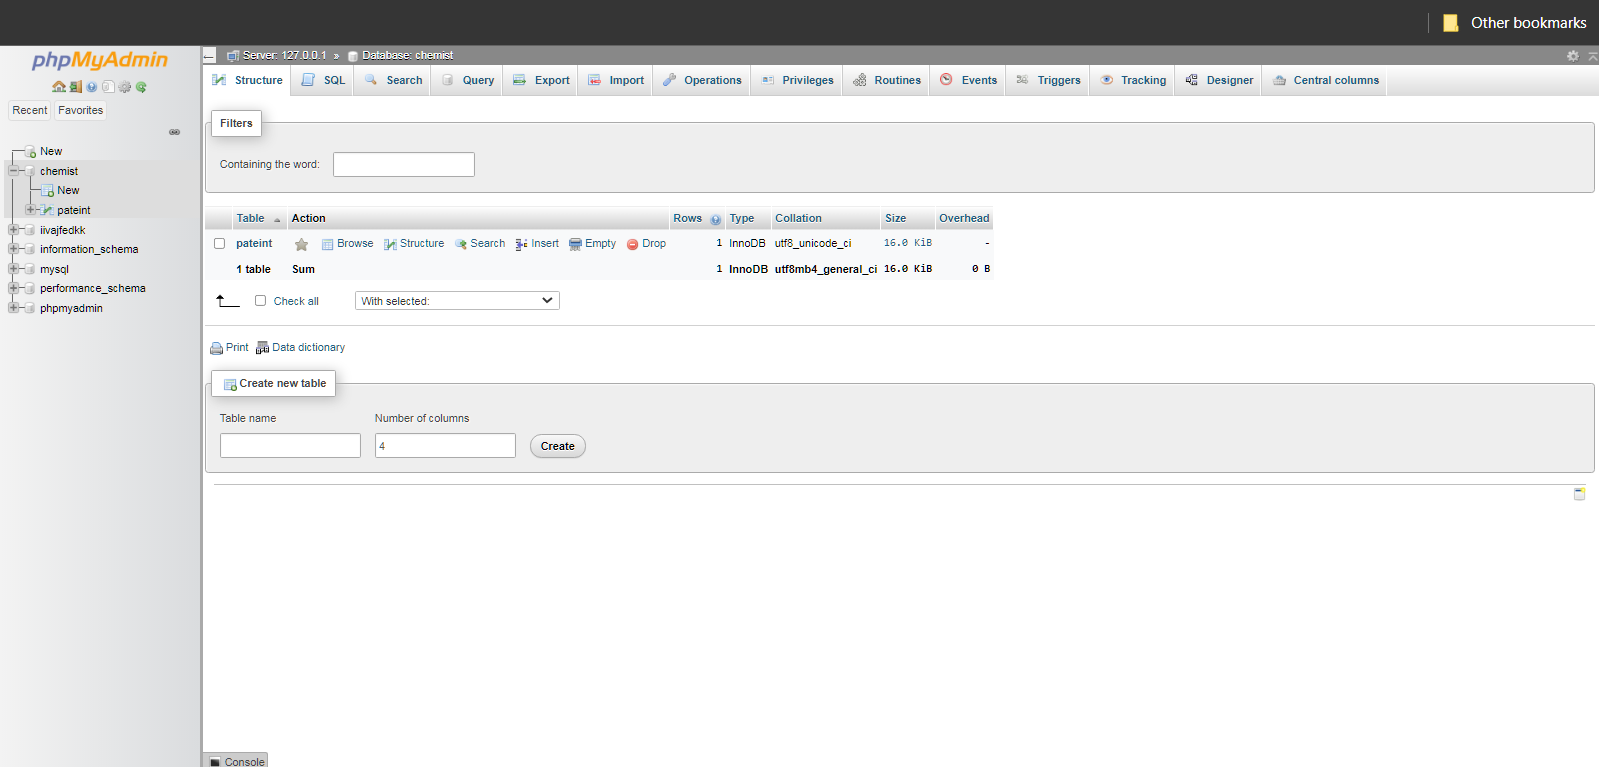 Other bookmarks
phpMyAdmin
Recent Favorites
New
chemist
New
pateint
iivajfedkk
information_schema
mysql
performance_schema
phpmyadmin
Server: 127.0.0.1 » Database: chemist
Structure SQL Search Query Export Import Operations Privileges Routines Events Triggers Tracking Designer Central columns
Filters
Containing the word:
Table Action Rows Type Collation Size Overhead
pateint Browse Structure Search Insert Empty Drop 1 InnoDB utf8_unicode_ci 16.0 KiB -
1 table Sum 1 InnoDB utf8mb4_general_ci 16.0 KiB 0 B
Check all With selected:
Print Data dictionary
Create new table
Table name Number of columns
4 Create
Console